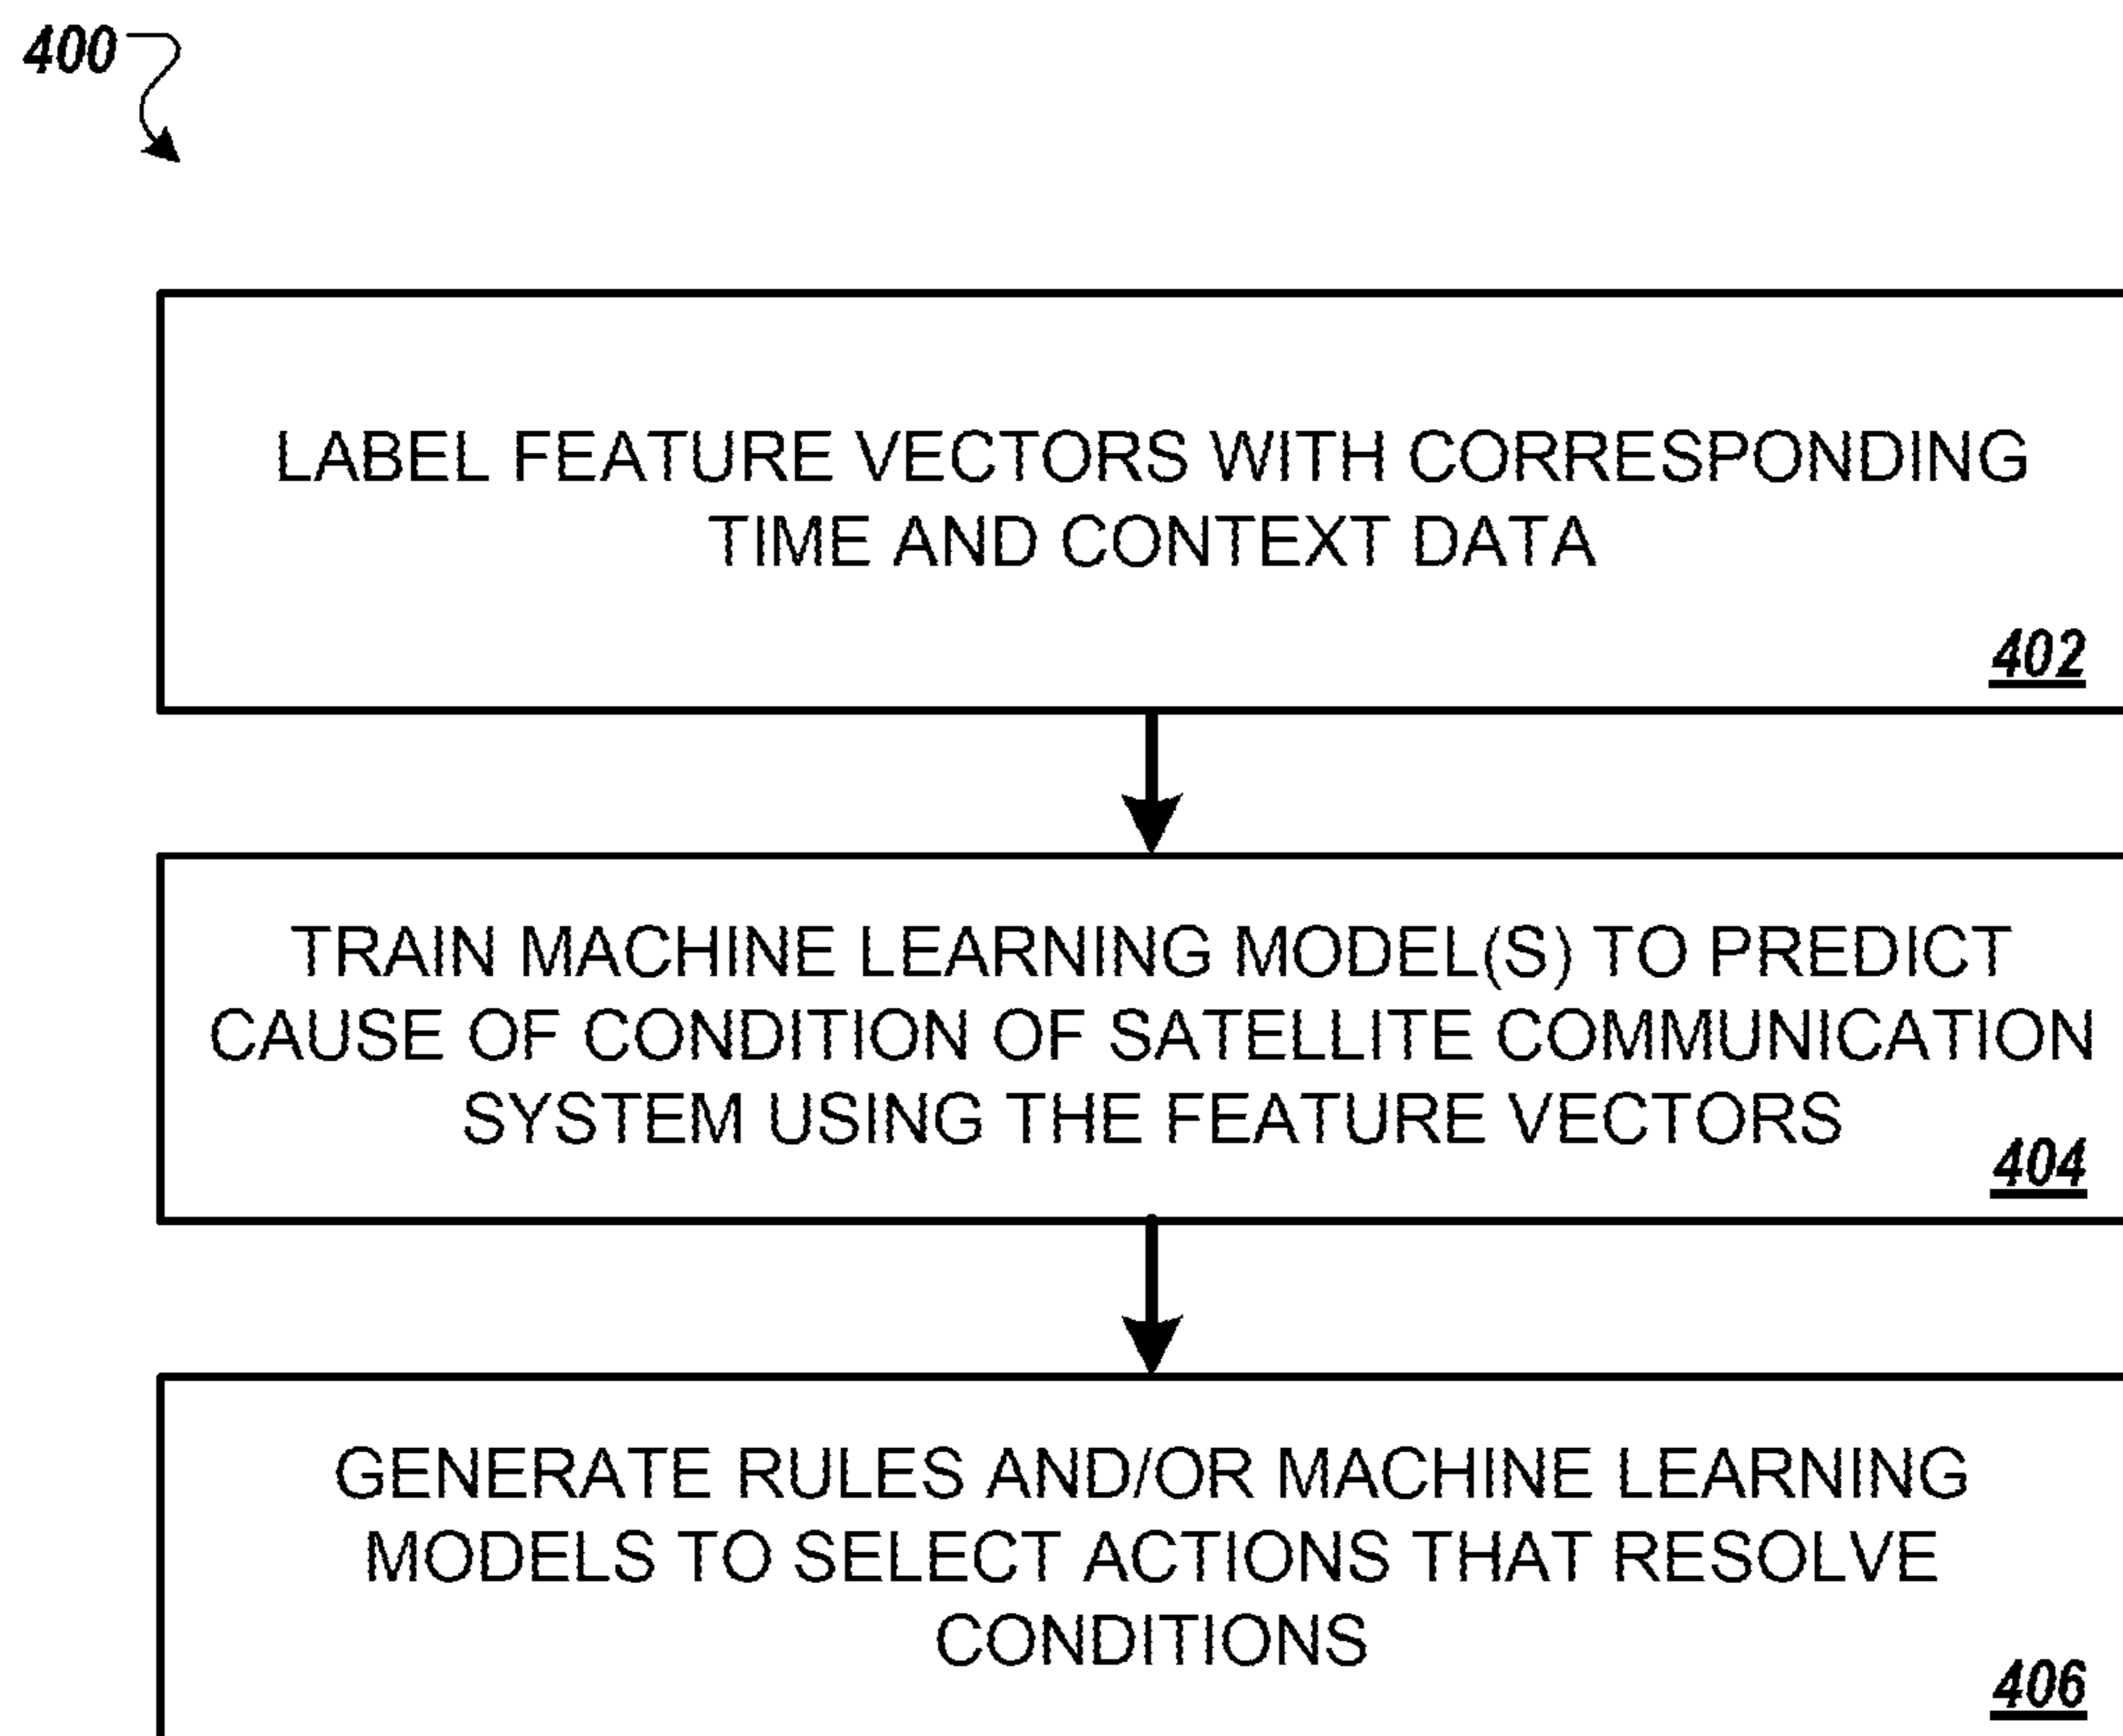 400
LABEL FEATURE VECTORS WITH CORRESPONDING
TIME AND CONTEXT DATA
402
TRAIN MACHINE LEARNING MODEL(S) TO PREDICT
CAUSE OF CONDITION OF SATELLITE COMMUNICATION
SYSTEM USING THE FEATURE VECTORS
404
GENERATE RULES AND/OR MACHINE LEARNING
MODELS TO SELECT ACTIONS THAT RESOLVE
CONDITIONS
406